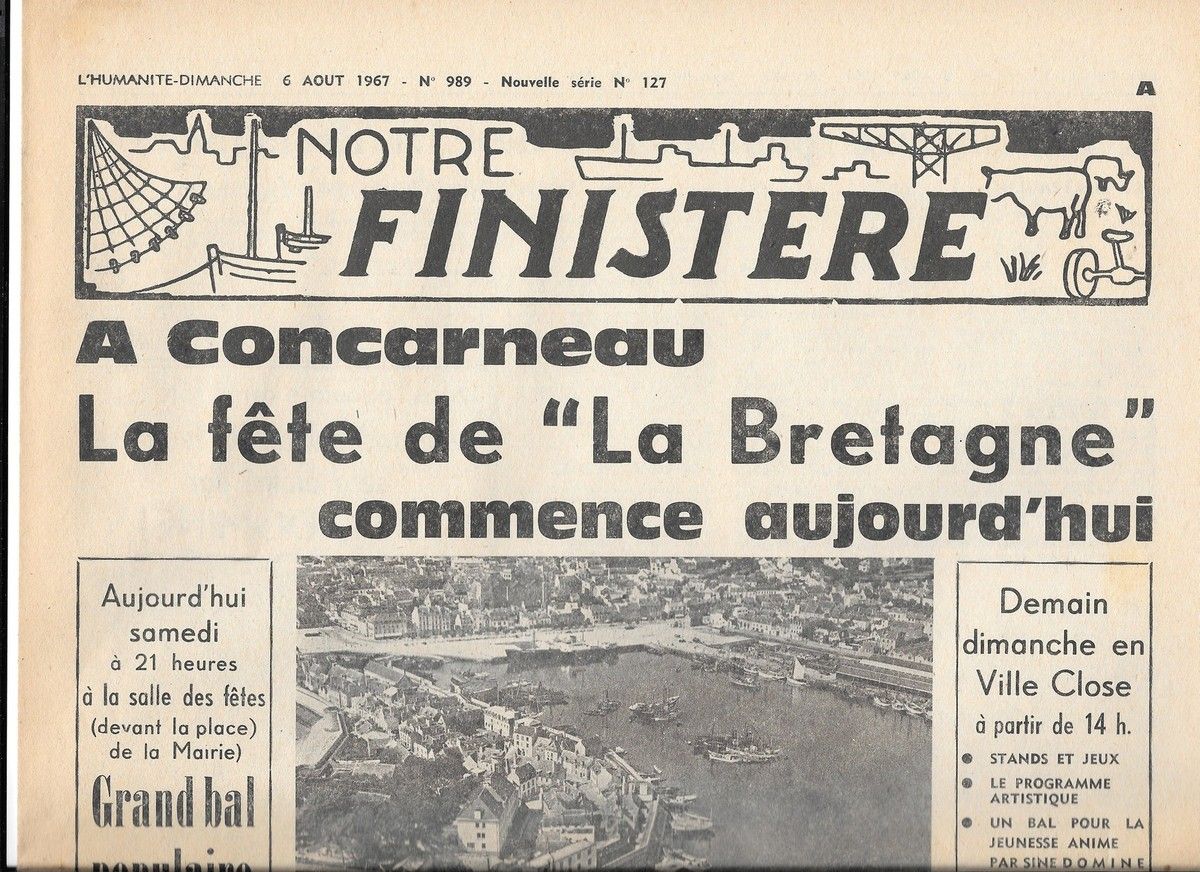 L'HUMANITE-DIMANCHE 6 AOUT 1967 - N° 989 - Nouvelle série N° 127
A
NOTRE
FINISTERE
A Concarneau
La fête de “La Bretagne”
commence aujourd'hui
Aujourd'hui
samedi
à 21 heures
à la salle des fêtes
(devant la place)
de la Mairie)
Grand bal
populaire
Demain
dimanche en
Ville Close
à partir de 14 h.
● STANDS ET JEUX
● LE PROGRAMME
ARTISTIQUE
● UN BAL POUR LA
JEUNESSE ANIME
PAR SINE DOMINE